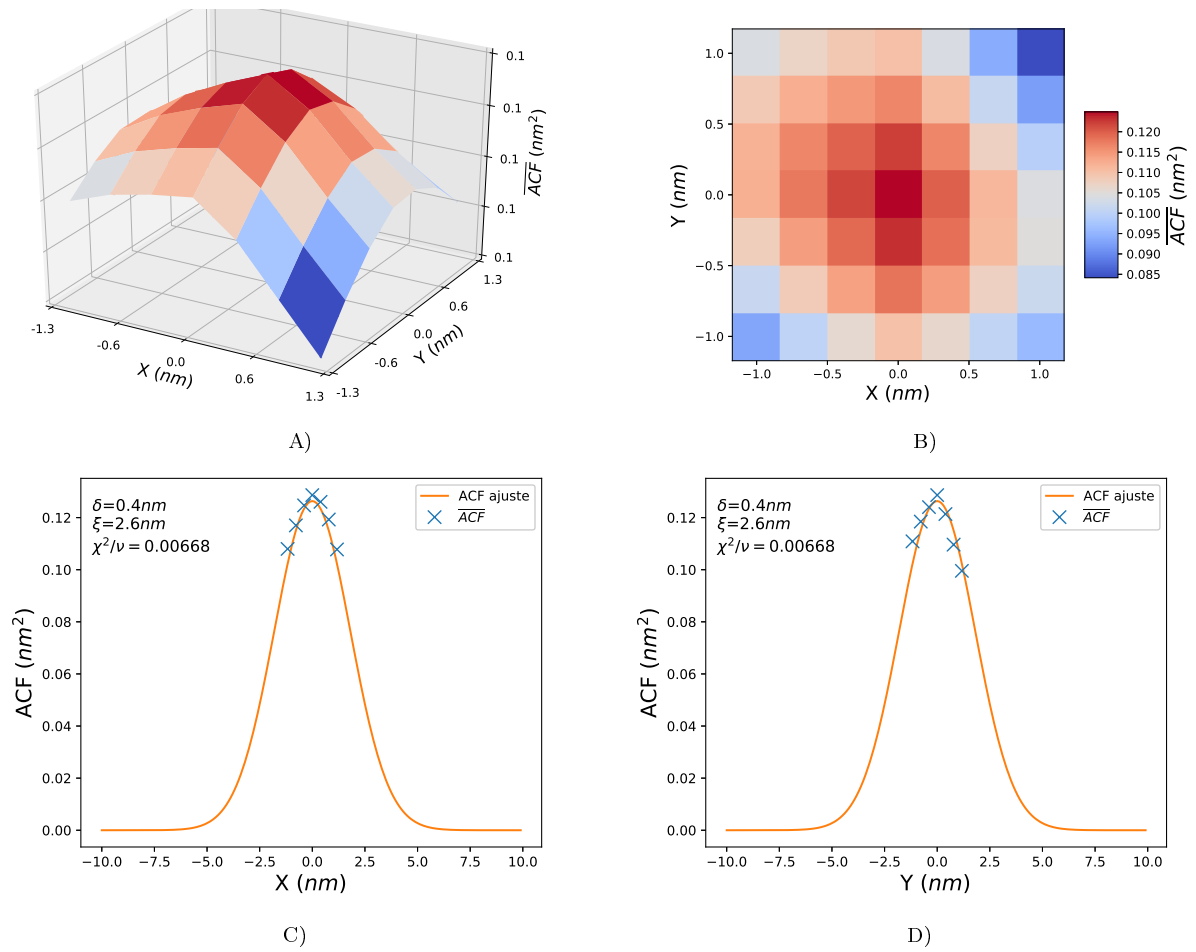 0.1
0.1
0.1
0.1
0.1
ACF (nm²)
-1.3
-0.6
0.0
0.6
1.3
X (nm)
-1.3
-0.6
0.0
0.6
1.3
Y (nm)
A)
1.0
0.5
0.0
−0.5
−1.0
Y (nm)
−1.0
−0.5
0.0
0.5
1.0
X (nm)
0.120
0.115
0.110
0.105
0.100
0.095
0.090
0.085
ACF (nm²)
B)
δ=0.4nm
ξ=2.6nm
χ²/ν = 0.00668
ACF ajuste
ACF
0.12
0.10
0.08
0.06
0.04
0.02
0.00
ACF (nm²)
−10.0
−7.5
−5.0
−2.5
0.0
2.5
5.0
7.5
10.0
X (nm)
C)
δ=0.4nm
ξ=2.6nm
χ²/ν = 0.00668
ACF ajuste
ACF
0.12
0.10
0.08
0.06
0.04
0.02
0.00
ACF (nm²)
−10.0
−7.5
−5.0
−2.5
0.0
2.5
5.0
7.5
10.0
Y (nm)
D)